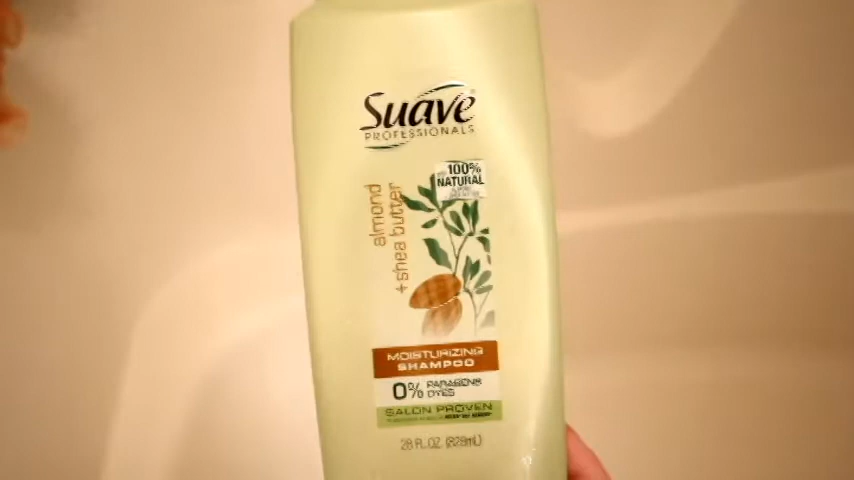 Suave
PROFESSIONALS
100%
NATURAL
almond
+ shea butter
MOISTURIZING
SHAMPOO
0% PARABENS
DYES
SALON PROVEN
28 FL OZ (828mL)